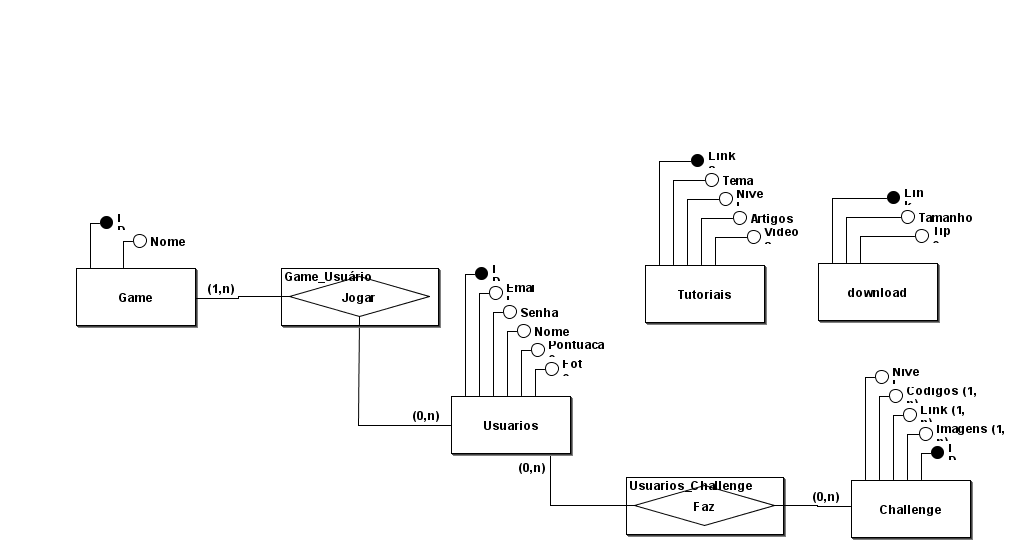 I
D
Nome
Game
(1,n)
Game_Usuário
Jogar
(0,n)
I
D
Emai
l
Senha
Nome
Pontuaca
o
Fot
o
Usuarios
(0,n)
Usuarios_Challenge
Faz
(0,n)
Link
s
Tema
Nive
l
Artigos
Video
s
Tutoriais
Lin
k
Tamanho
Tip
o
download
Nive
l
Codigos (1,
n)
Link (1,
n)
Imagens (1,
n)
I
D
Challenge